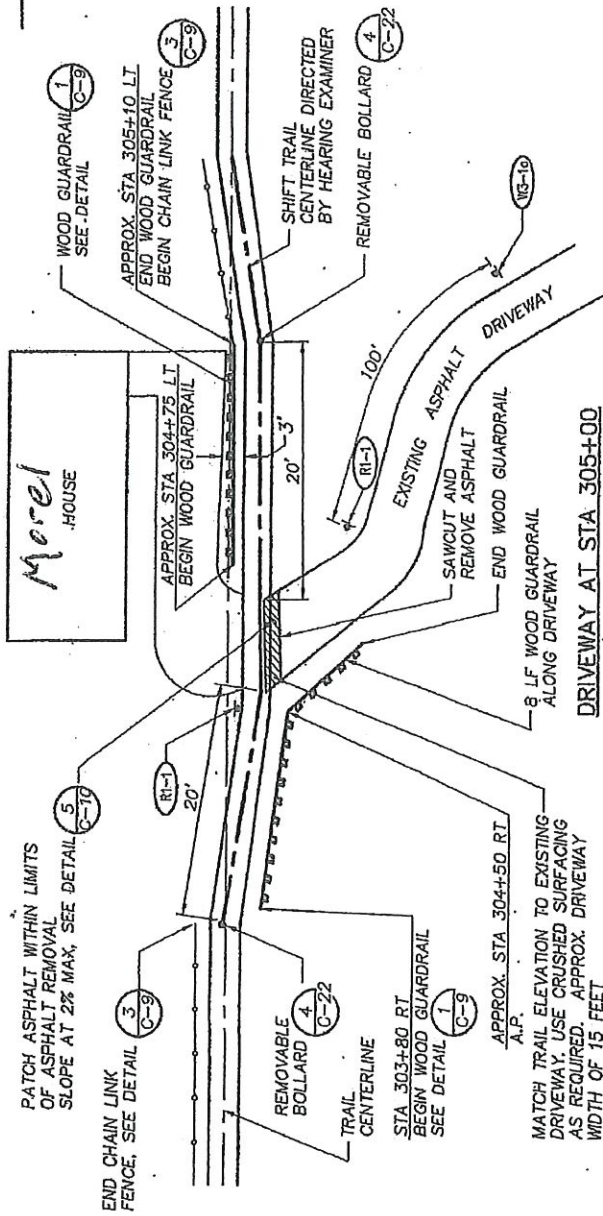 Morel
HOUSE
PATCH ASPHALT WITHIN LIMITS
OF ASPHALT REMOVAL
SLOPE AT 2% MAX, SEE DETAIL
5
C-10
END CHAIN LINK
FENCE, SEE DETAIL
3
C-9
R1-1
20'
APPROX. STA 304+75 LT
BEGIN WOOD GUARDRAIL
WOOD GUARDRAIL
SEE DETAIL
1
C-9
APPROX. STA 305+10 LT
END WOOD GUARDRAIL
BEGIN CHAIN LINK FENCE
3
C-9
3'
20'
SHIFT TRAIL
CENTERLINE DIRECTED
BY HEARING EXAMINER
REMOVABLE BOLLARD
4
C-22
REMOVABLE
BOLLARD
4
C-22
TRAIL
CENTERLINE
STA 303+80 RT
BEGIN WOOD GUARDRAIL
SEE DETAIL
1
C-9
APPROX. STA 304+50 RT
A.P.
MATCH TRAIL ELEVATION TO EXISTING
DRIVEWAY. USE CRUSHED SURFACING
AS REQUIRED. APPROX. DRIVEWAY
WIDTH OF 15 FEET
R1-1
100'
W3-1a
EXISTING ASPHALT DRIVEWAY
SAWCUT AND
REMOVE ASPHALT
END WOOD GUARDRAIL
8 LF WOOD GUARDRAIL
ALONG DRIVEWAY
DRIVEWAY AT STA 305+00